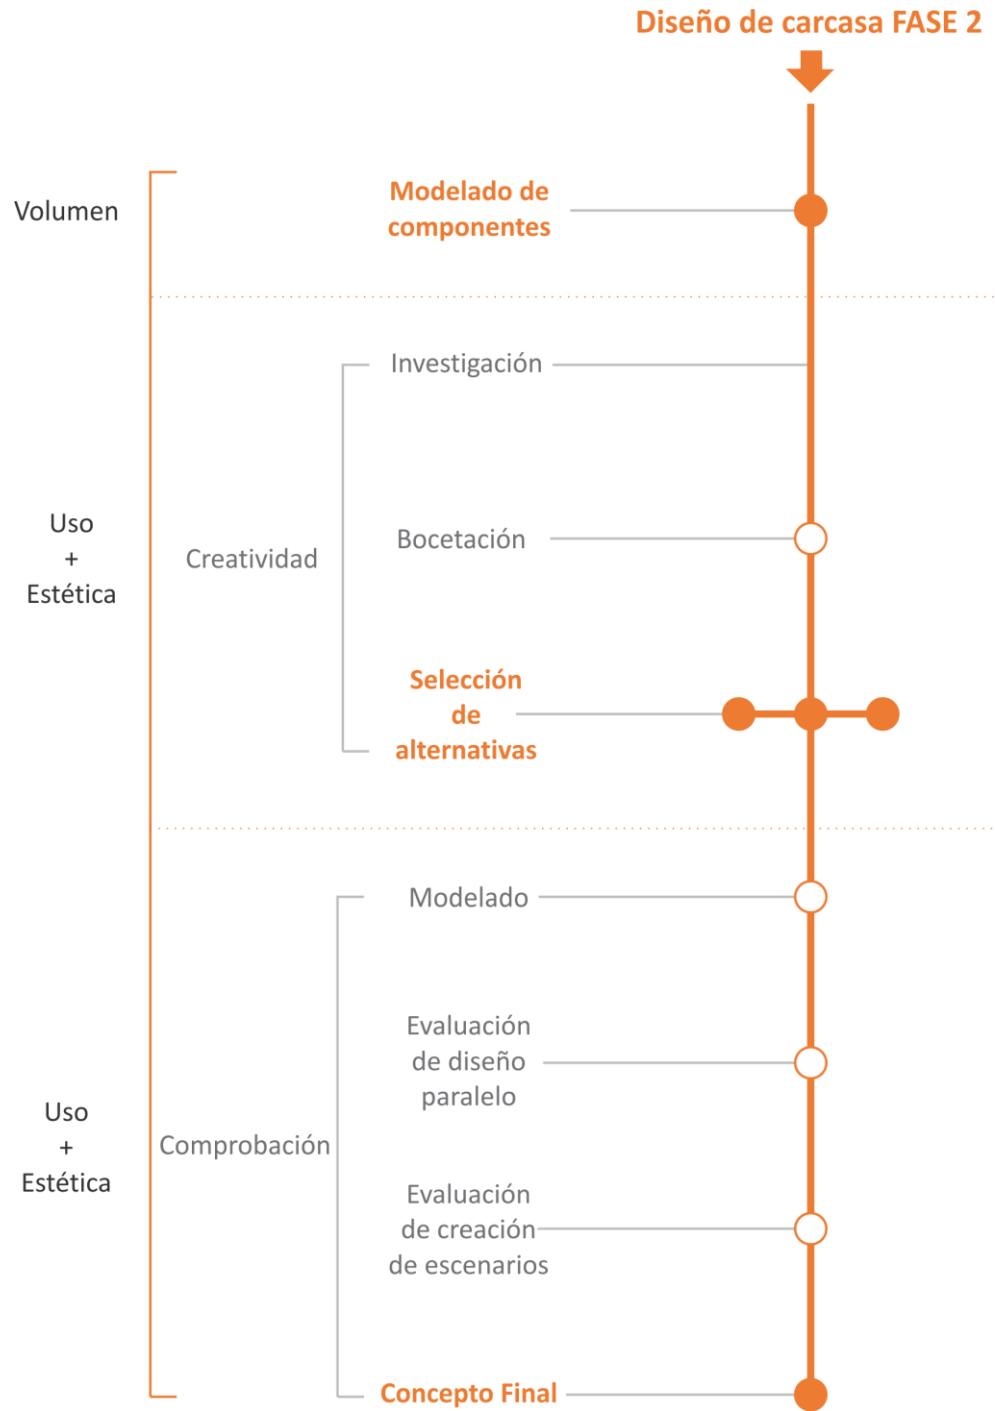 Diseño de carcasa FASE 2
Volumen
Modelado de
componentes
Investigación
Uso
+
Estética
Creatividad
Bocetación
Selección
de
alternativas
Modelado
Evaluación
de diseño
paralelo
Uso
+
Estética
Comprobación
Evaluación
de creación
de escenarios
Concepto Final